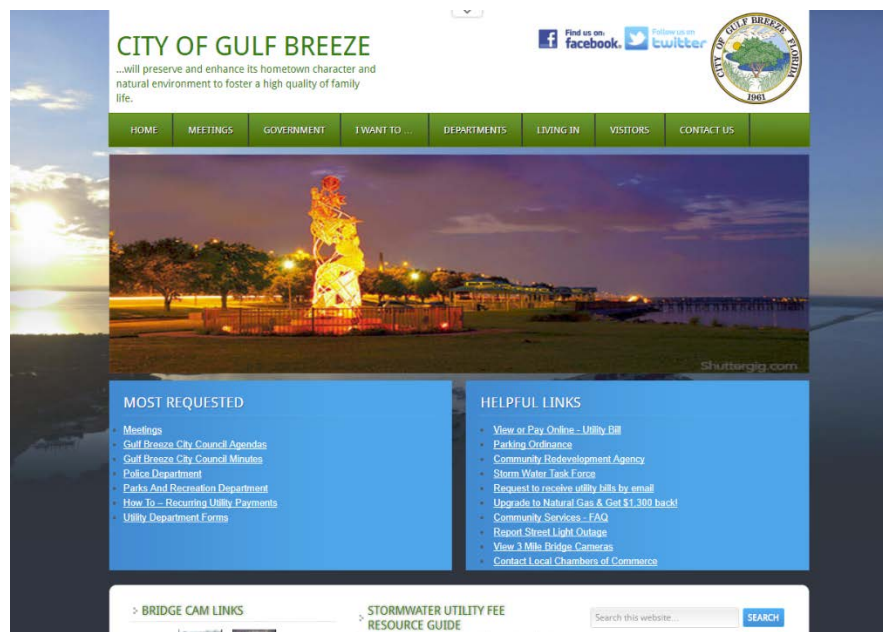 CITY OF GULF BREEZE
...will preserve and enhance its hometown character and
natural environment to foster a high quality of family
life.
Find us on:
facebook.
Follow us on
twitter
CITY OF GULF BREEZE, FLORIDA
1961
HOME MEETINGS GOVERNMENT I WANT TO ... DEPARTMENTS LIVING IN VISITORS CONTACT US
Shuttergig.com
MOST REQUESTED
Meetings
Gulf Breeze City Council Agendas
Gulf Breeze City Council Minutes
Police Department
Parks And Recreation Department
How To – Recurring Utility Payments
Utility Department Forms
HELPFUL LINKS
View or Pay Online - Utility Bill
Parking Ordinance
Community Redevelopment Agency
Storm Water Task Force
Request to receive utility bills by email
Upgrade to Natural Gas & Get $1,300 back!
Community Services - FAQ
Report Street Light Outage
View 3 Mile Bridge Cameras
Contact Local Chambers of Commerce
BRIDGE CAM LINKS
STORMWATER UTILITY FEE
RESOURCE GUIDE
Search this website...
SEARCH